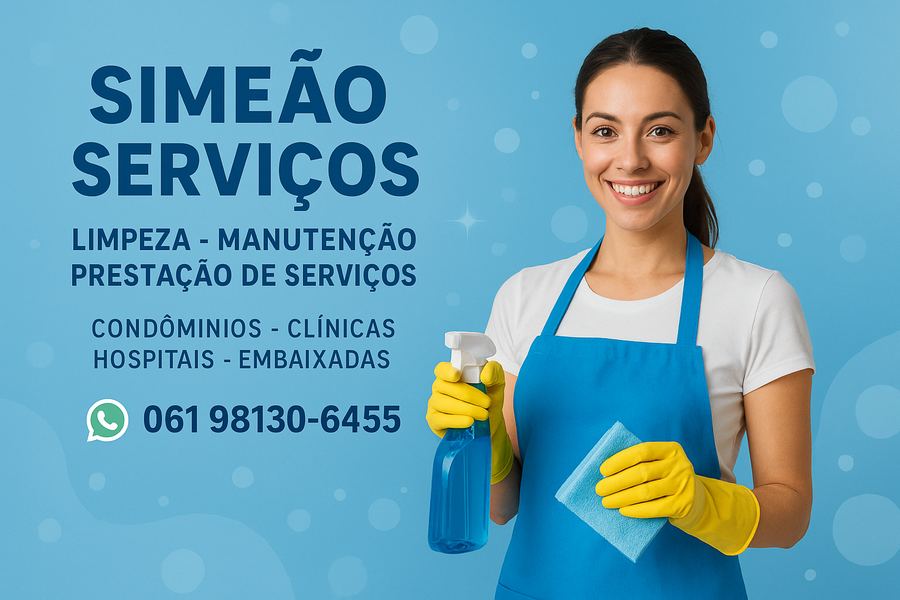 SIMEÃO
SERVIÇOS
LIMPEZA - MANUTENÇÃO
PRESTAÇÃO DE SERVIÇOS
CONDÔMINIOS - CLÍNICAS
HOSPITAIS - EMBAIXADAS
061 98130-6455